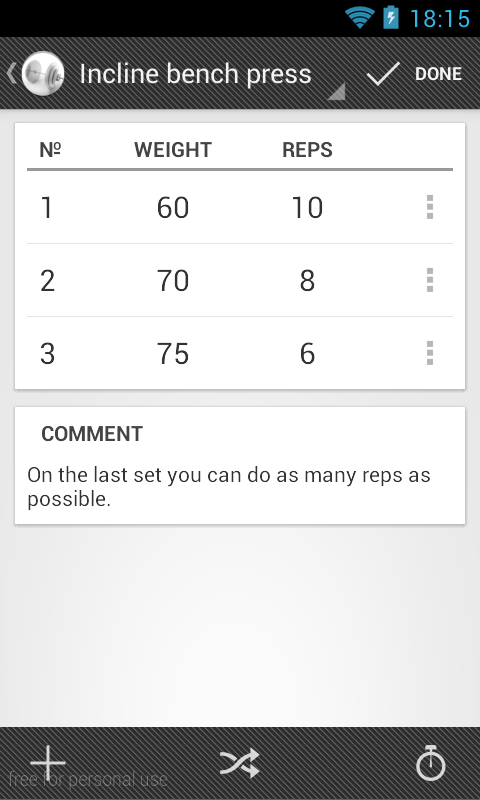 18:15
Incline bench press
DONE
№ WEIGHT REPS
1 60 10
2 70 8
3 75 6
COMMENT
On the last set you can do as many reps as
possible.
free for personal use